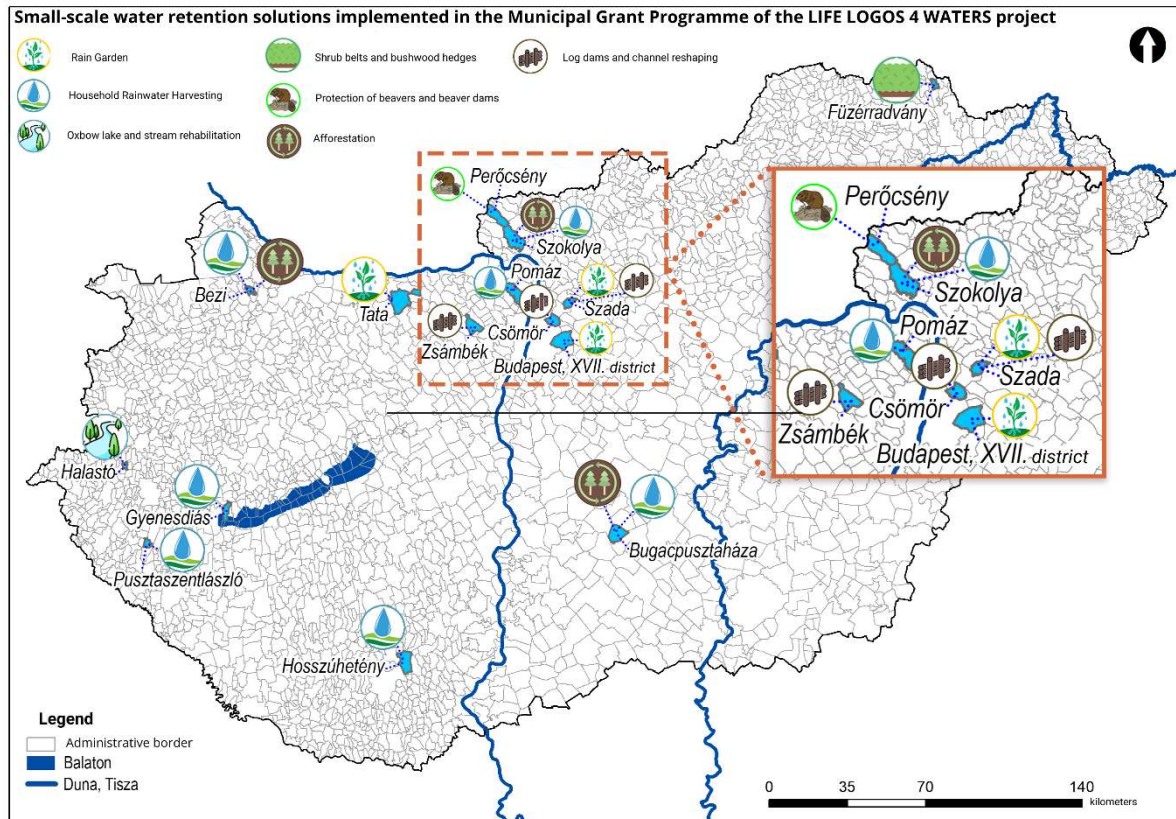 Small-scale water retention solutions implemented in the Municipal Grant Programme of the LIFE LOGOS 4 WATERS project
Rain Garden
Shrub belts and bushwood hedges
Log dams and channel reshaping
Household Rainwater Harvesting
Protection of beavers and beaver dams
Oxbow lake and stream rehabilitation
Afforestation
Füzérradvány
Perőcsény
Szokolya
Bezi
Tata
Pomáz
Szada
Csömör
Zsámbék
Budapest, XVII. district
Perőcsény
Szokolya
Pomáz
Szada
Csömör
Zsámbék
Budapest, XVII. district
Halastó
Gyenesdiás
Pusztaszentlászló
Bugacpusztaháza
Hosszúhetény
Legend
Administrative border
Balaton
Duna, Tisza
0 35 70 140
kilometers